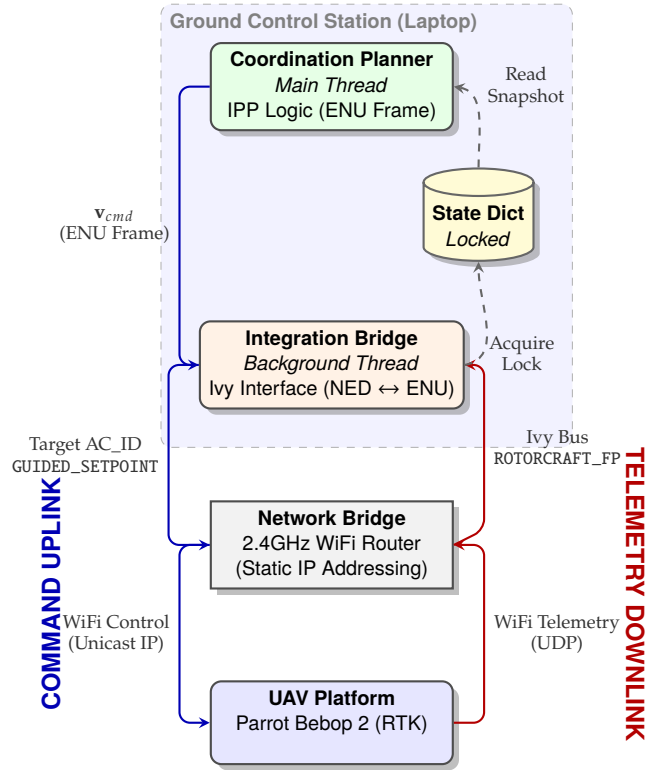 Ground Control Station (Laptop)
Coordination Planner
Main Thread
IPP Logic (ENU Frame)
Read
Snapshot
State Dict
Locked
v_cmd
(ENU Frame)
Integration Bridge
Background Thread
Ivy Interface (NED ↔ ENU)
Acquire
Lock
Target AC_ID
GUIDED_SETPOINT
Ivy Bus
ROTORCRAFT_FP
COMMAND UPLINK
TELEMETRY DOWNLINK
Network Bridge
2.4GHz WiFi Router
(Static IP Addressing)
WiFi Control
(Unicast IP)
WiFi Telemetry
(UDP)
UAV Platform
Parrot Bebop 2 (RTK)